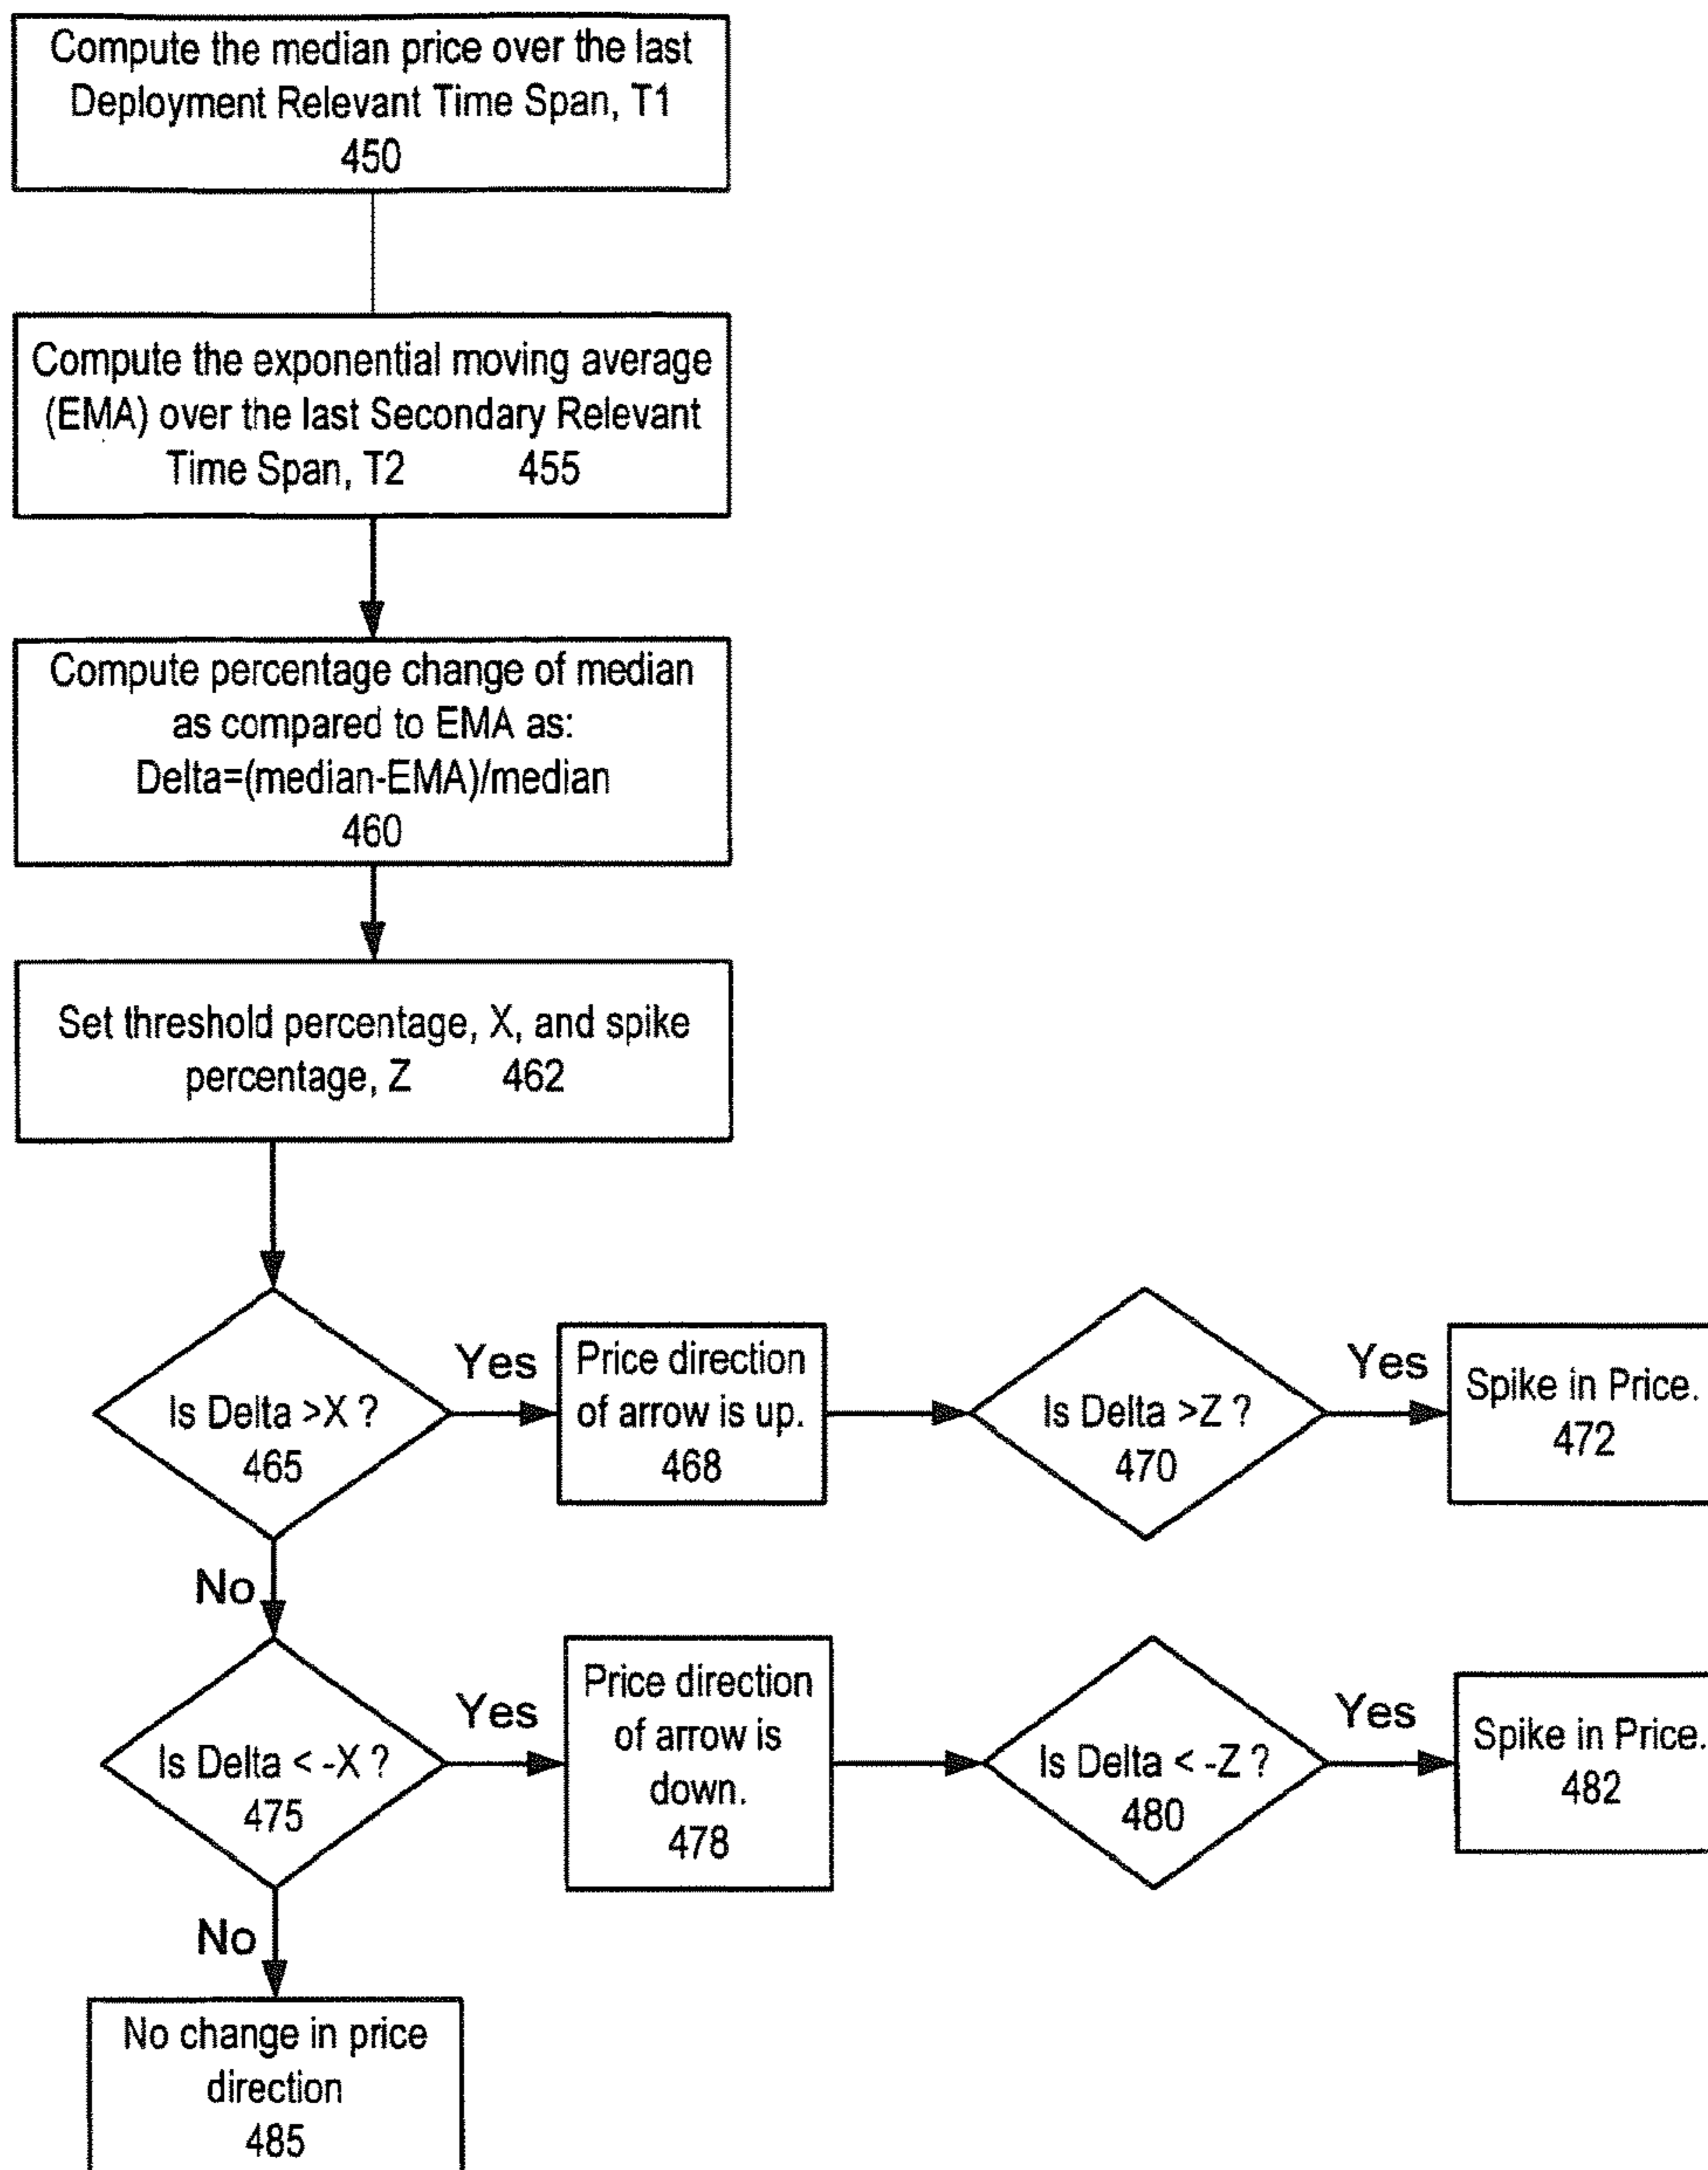 Compute the median price over the last
Deployment Relevant Time Span, T1
450
Compute the exponential moving average
(EMA) over the last Secondary Relevant
Time Span, T2 455
Compute percentage change of median
as compared to EMA as:
Delta=(median-EMA)/median
460
Set threshold percentage, X, and spike
percentage, Z 462
Is Delta >X ?
465
Yes
Price direction
of arrow is up.
468
Is Delta >Z ?
470
Yes
Spike in Price.
472
No
Is Delta < -X ?
475
Yes
Price direction
of arrow is
down.
478
Is Delta < -Z ?
480
Yes
Spike in Price.
482
No
No change in price
direction
485